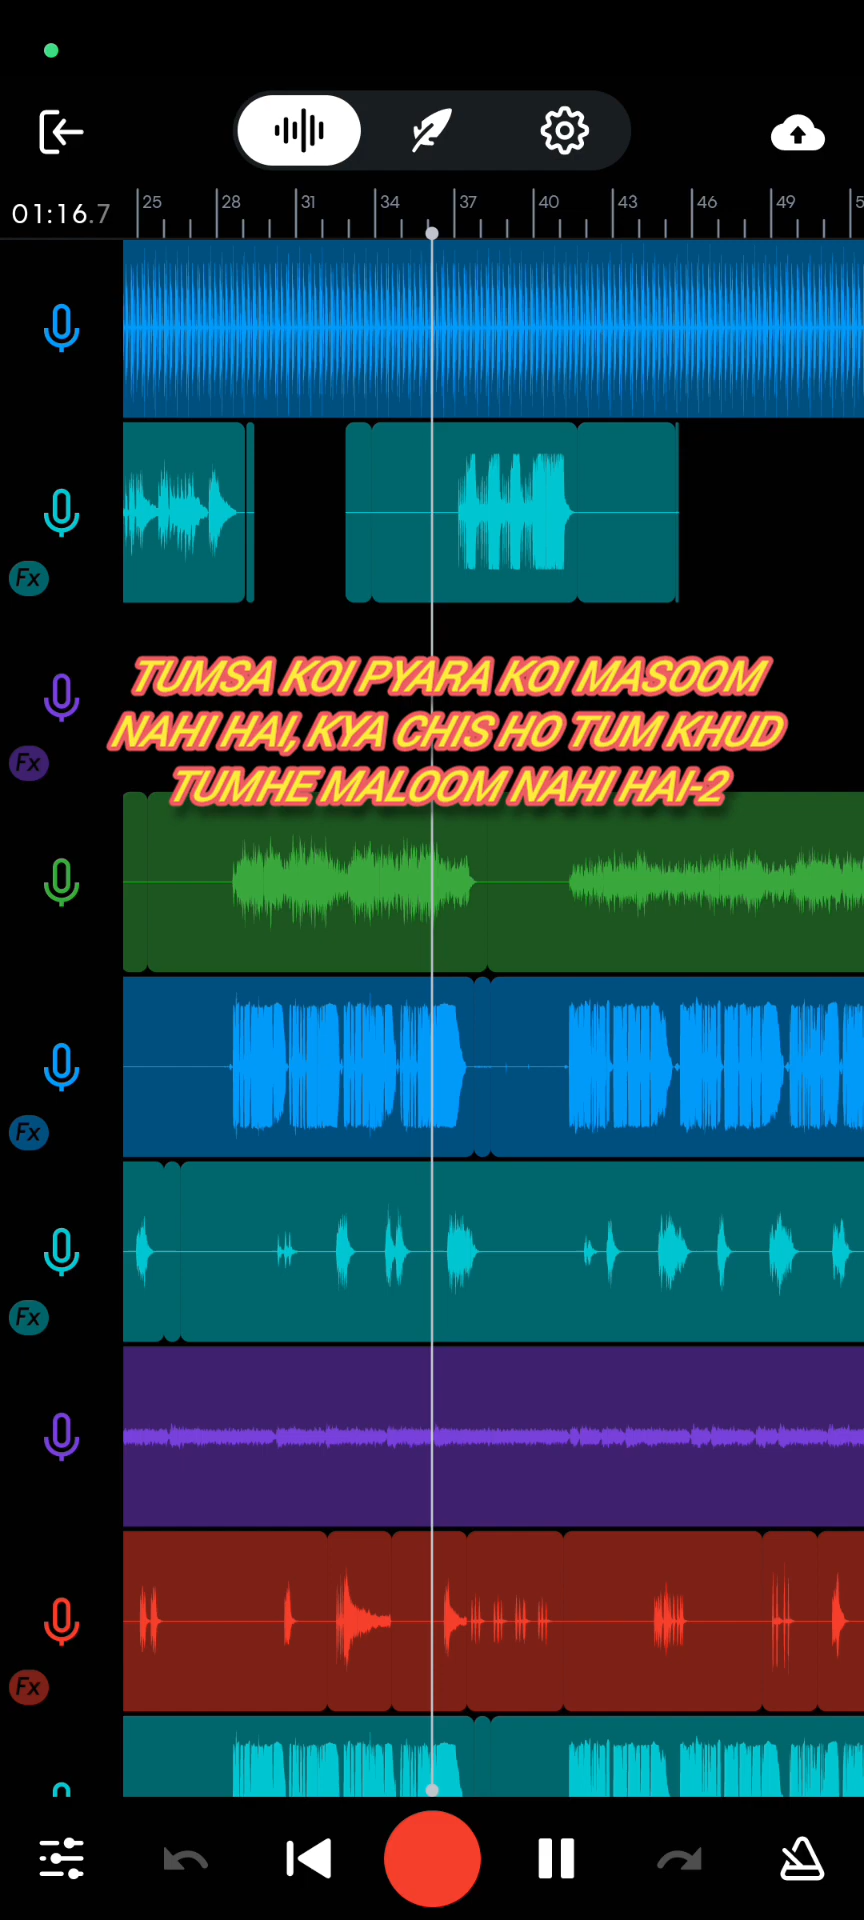 01:16.7
25 28 31 34 37 40 43 46 49 5
Fx
TUMSA KOI PYARA KOI MASOOM
NAHI HAI, KYA CHIS HO TUM KHUD
TUMHE MALOOM NAHI HAI-2
Fx
Fx
Fx
Fx